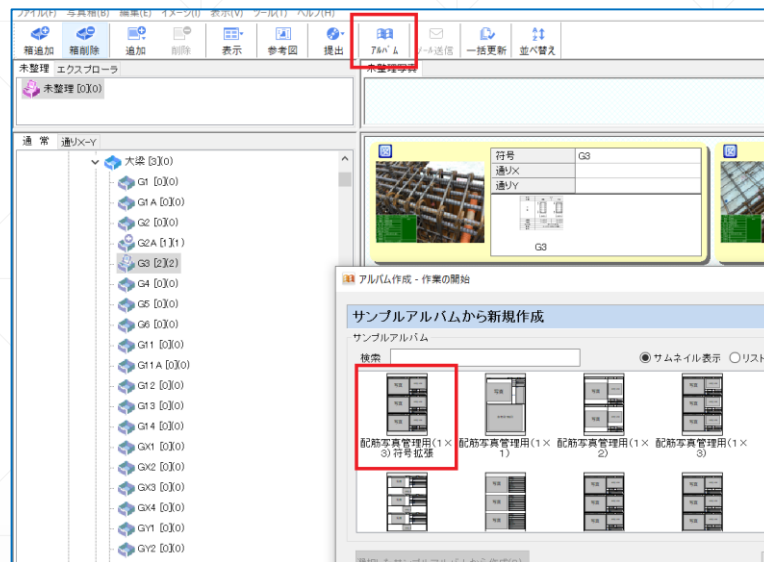 ファイル(F) 写真箱(B) 編集(E) イメージ(I) 表示(V) ツール(T) ヘルプ(H)
箱追加 箱削除 追加 削除 表示 参考図 提出 アルバム メール送信 一括更新 並べ替え
未整理 エクスプローラ
未整理写真
未整理 [0](0)
通 常 通りX-Y
大梁 [3](0)
G1 [0](0)
G1A [0](0)
G2 [0](0)
G2A [1](1)
G3 [2](2)
G4 [0](0)
G5 [0](0)
G6 [0](0)
G11 [0](0)
G11A [0](0)
G12 [0](0)
G13 [0](0)
G14 [0](0)
GX1 [0](0)
GX2 [0](0)
GX3 [0](0)
GX4 [0](0)
GY1 [0](0)
GY2 [0](0)
符号 G3
通りX
通りY
G3
アルバム作成 - 作業の開始
サンプルアルバムから新規作成
サンプルアルバム
検索
サムネイル表示 リスト
配筋写真管理用(1×3)符号拡張
配筋写真管理用(1×1)
配筋写真管理用(1×2)
配筋写真管理用(1×3)